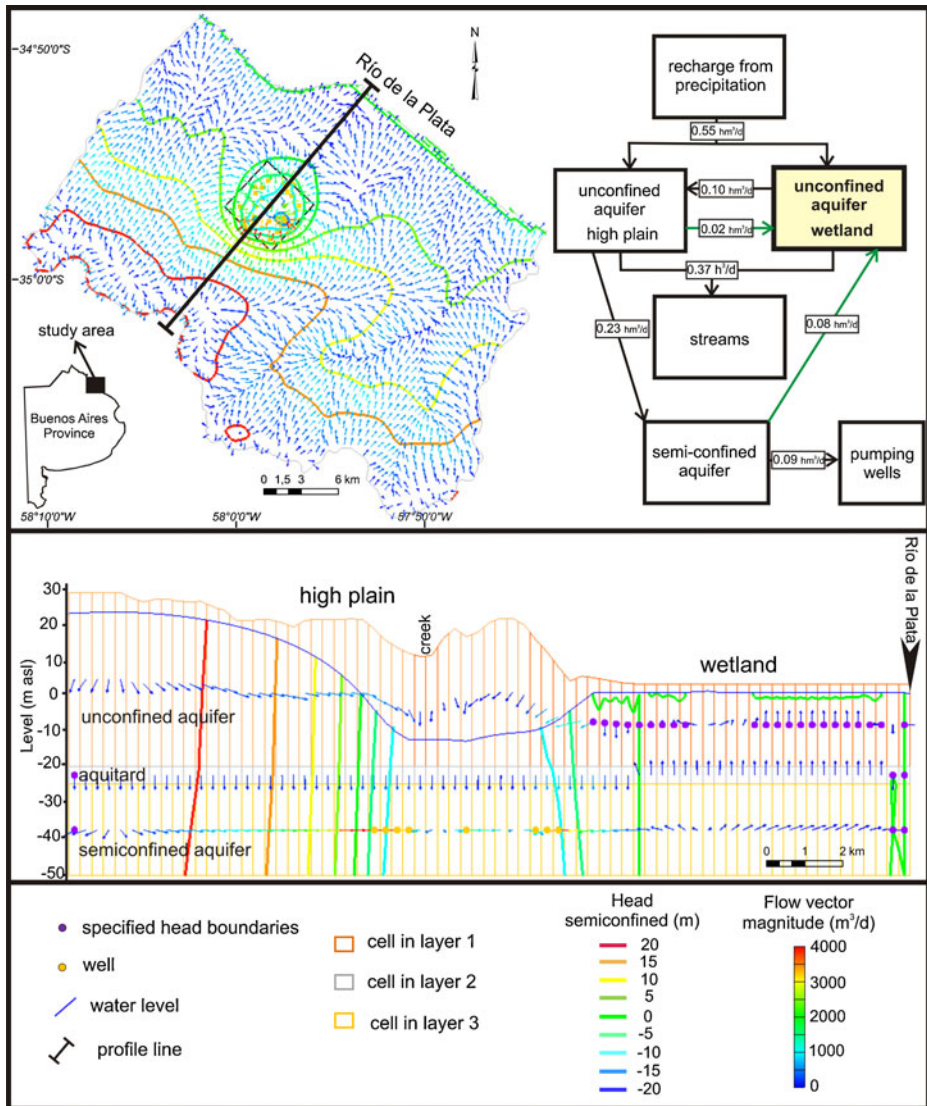 34°50'0"S
35°0'0"S
58°10'0"W
58°0'0"W
57°50'0"W
N
Río de la Plata
study area
Buenos Aires
Province
0 1,5 3 6 km
recharge from
precipitation
0.55 hm³/d
unconfined
aquifer
high plain
0.10 hm³/d
0.02 hm³/d
unconfined
aquifer
wetland
0.37 h³/d
0.23 hm³/d
streams
0.08 hm³/d
semi-confined
aquifer
0.09 hm³/d
pumping
wells
Río de la Plata
high plain
creek
wetland
Level (m asl)
30
20
10
0
-10
-20
-30
-40
-50
unconfined aquifer
aquitard
semiconfined aquifer
0 1 2 km
specified head boundaries
well
water level
profile line
cell in layer 1
cell in layer 2
cell in layer 3
Head
semiconfined (m)
20
15
10
5
0
-5
-10
-15
-20
Flow vector
magnitude (m³/d)
4000
3000
2000
1000
0